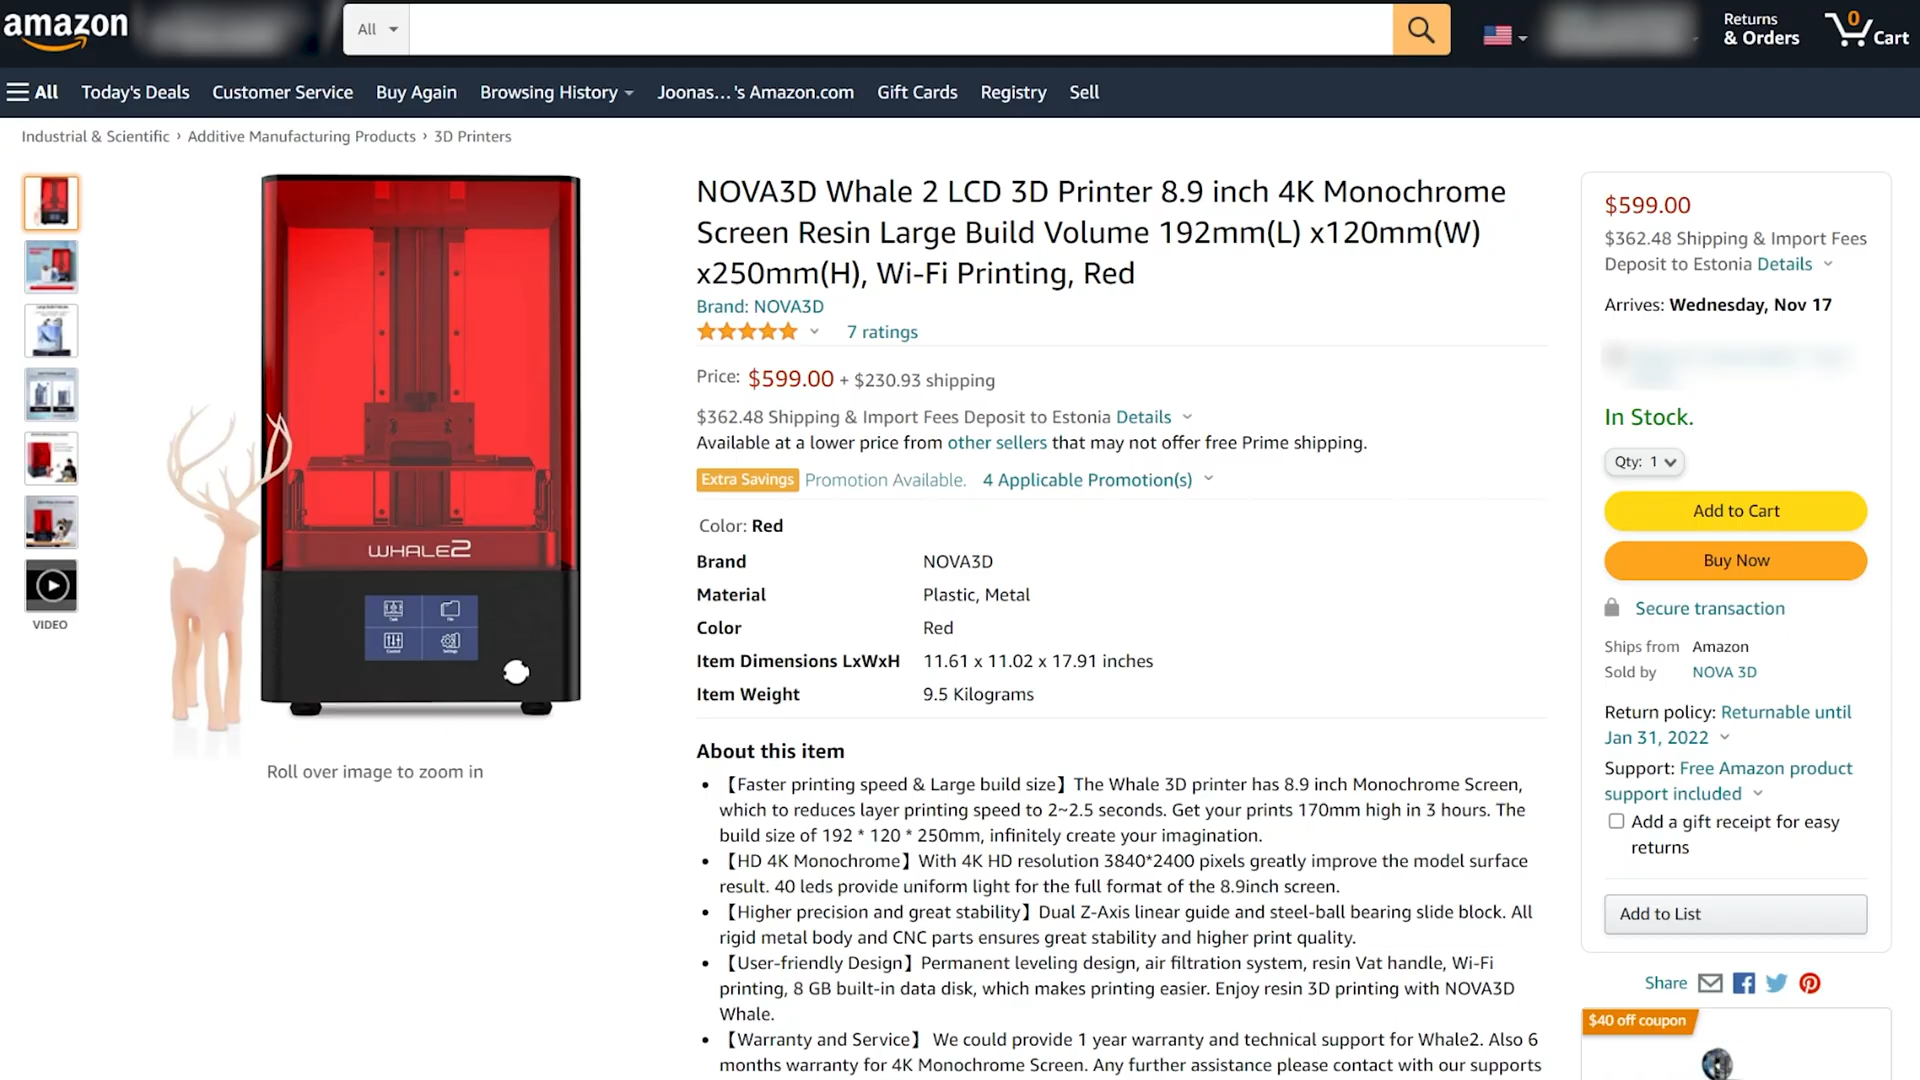 amazon
All
Returns
& Orders
0
Cart
All
Today's Deals
Customer Service
Buy Again
Browsing History
Joonas...'s Amazon.com
Gift Cards
Registry
Sell
Industrial & Scientific › Additive Manufacturing Products › 3D Printers
WHALE2
VIDEO
Roll over image to zoom in
NOVA3D Whale 2 LCD 3D Printer 8.9 inch 4K Monochrome
Screen Resin Large Build Volume 192mm(L) x120mm(W)
x250mm(H), Wi-Fi Printing, Red
Brand: NOVA3D
7 ratings
Price: $599.00 + $230.93 shipping
$362.48 Shipping & Import Fees Deposit to Estonia Details
Available at a lower price from other sellers that may not offer free Prime shipping.
Extra Savings Promotion Available. 4 Applicable Promotion(s)
Color: Red
Brand NOVA3D
Material Plastic, Metal
Color Red
Item Dimensions LxWxH 11.61 x 11.02 x 17.91 inches
Item Weight 9.5 Kilograms
About this item
• 【Faster printing speed & Large build size】The Whale 3D printer has 8.9 inch Monochrome Screen,
which to reduces layer printing speed to 2~2.5 seconds. Get your prints 170mm high in 3 hours. The
build size of 192 * 120 * 250mm, infinitely create your imagination.
• 【HD 4K Monochrome】With 4K HD resolution 3840*2400 pixels greatly improve the model surface
result. 40 leds provide uniform light for the full format of the 8.9inch screen.
• 【Higher precision and great stability】Dual Z-Axis linear guide and steel-ball bearing slide block. All
rigid metal body and CNC parts ensures great stability and higher print quality.
• 【User-friendly Design】Permanent leveling design, air filtration system, resin Vat handle, Wi-Fi
printing, 8 GB built-in data disk, which makes printing easier. Enjoy resin 3D printing with NOVA3D
Whale.
• 【Warranty and Service】 We could provide 1 year warranty and technical support for Whale2. Also 6
months warranty for 4K Monochrome Screen. Any further assistance please contact with our supports
$599.00
$362.48 Shipping & Import Fees
Deposit to Estonia Details
Arrives: Wednesday, Nov 17
In Stock.
Qty: 1
Add to Cart
Buy Now
Secure transaction
Ships from Amazon
Sold by NOVA 3D
Return policy: Returnable until
Jan 31, 2022
Support: Free Amazon product
support included
Add a gift receipt for easy
returns
Add to List
Share
$40 off coupon